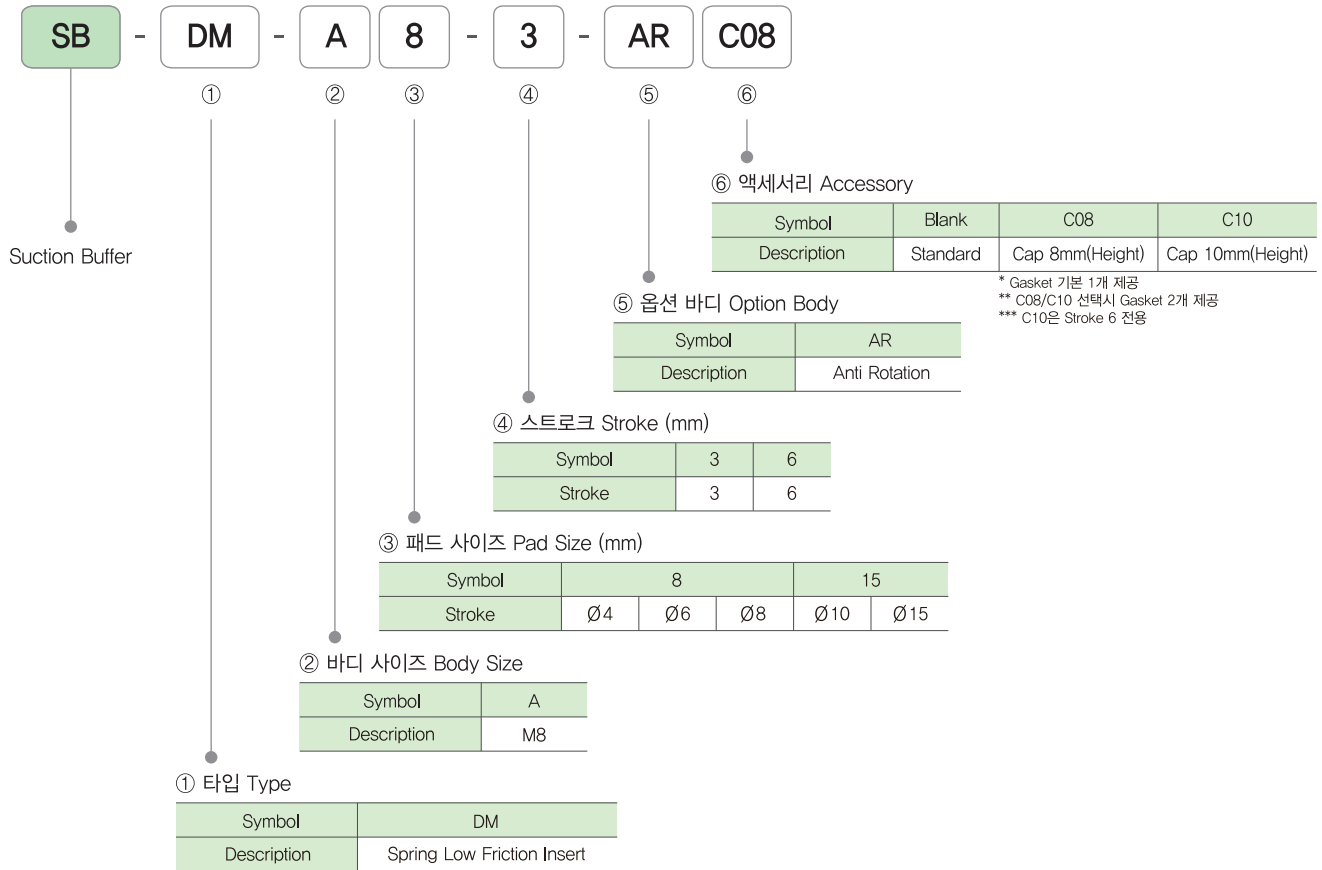 SB - DM - A 8 - 3 - AR C08
① ② ③ ④ ⑤ ⑥
Suction Buffer
⑥ 액세서리 Accessory
Symbol Blank C08 C10
Description Standard Cap 8mm(Height) Cap 10mm(Height)
* Gasket 기본 1개 제공
** C08/C10 선택시 Gasket 2개 제공
*** C10은 Stroke 6 전용
⑤ 옵션 바디 Option Body
Symbol AR
Description Anti Rotation
④ 스트로크 Stroke (mm)
Symbol 3 6
Stroke 3 6
③ 패드 사이즈 Pad Size (mm)
Symbol 8 15
Stroke Ø4 Ø6 Ø8 Ø10 Ø15
② 바디 사이즈 Body Size
Symbol A
Description M8
① 타입 Type
Symbol DM
Description Spring Low Friction Insert